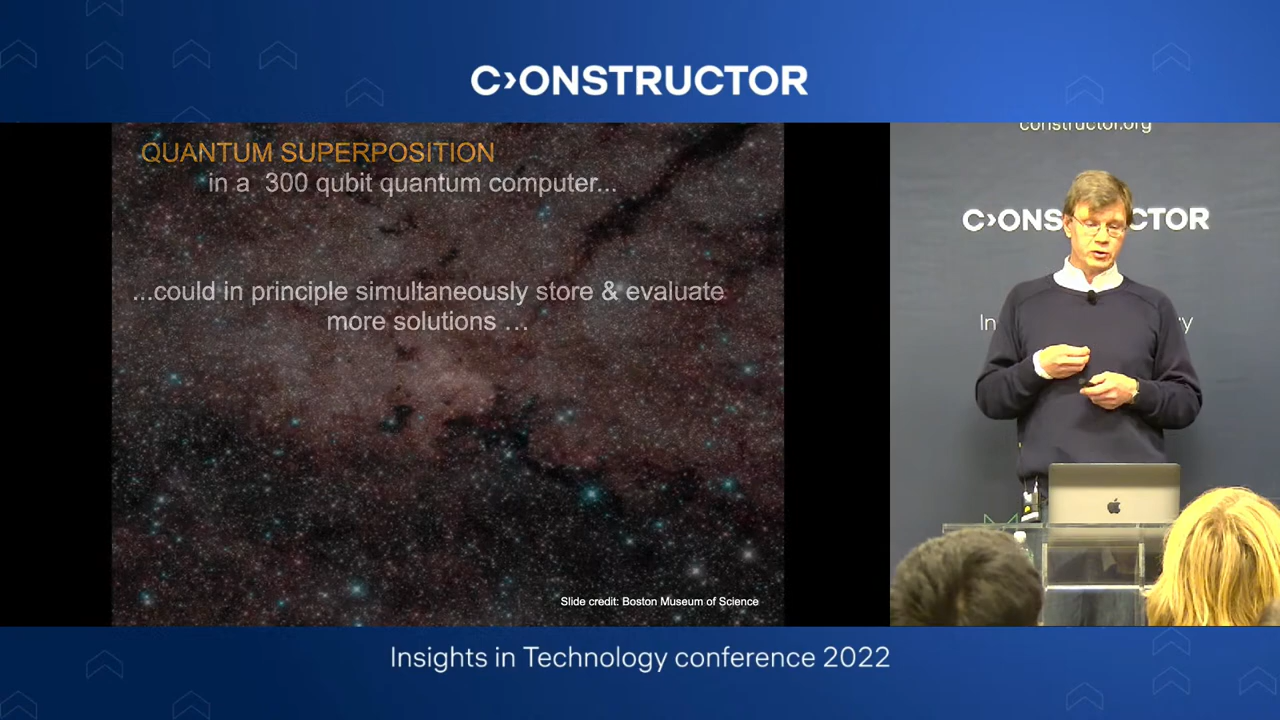 C›ONSTRUCTOR
QUANTUM SUPERPOSITION
in a 300 qubit quantum computer...
...could in principle simultaneously store & evaluate
more solutions ...
Slide credit: Boston Museum of Science
constructor.org
C›ONS CTOR
In
ry
Insights in Technology conference 2022